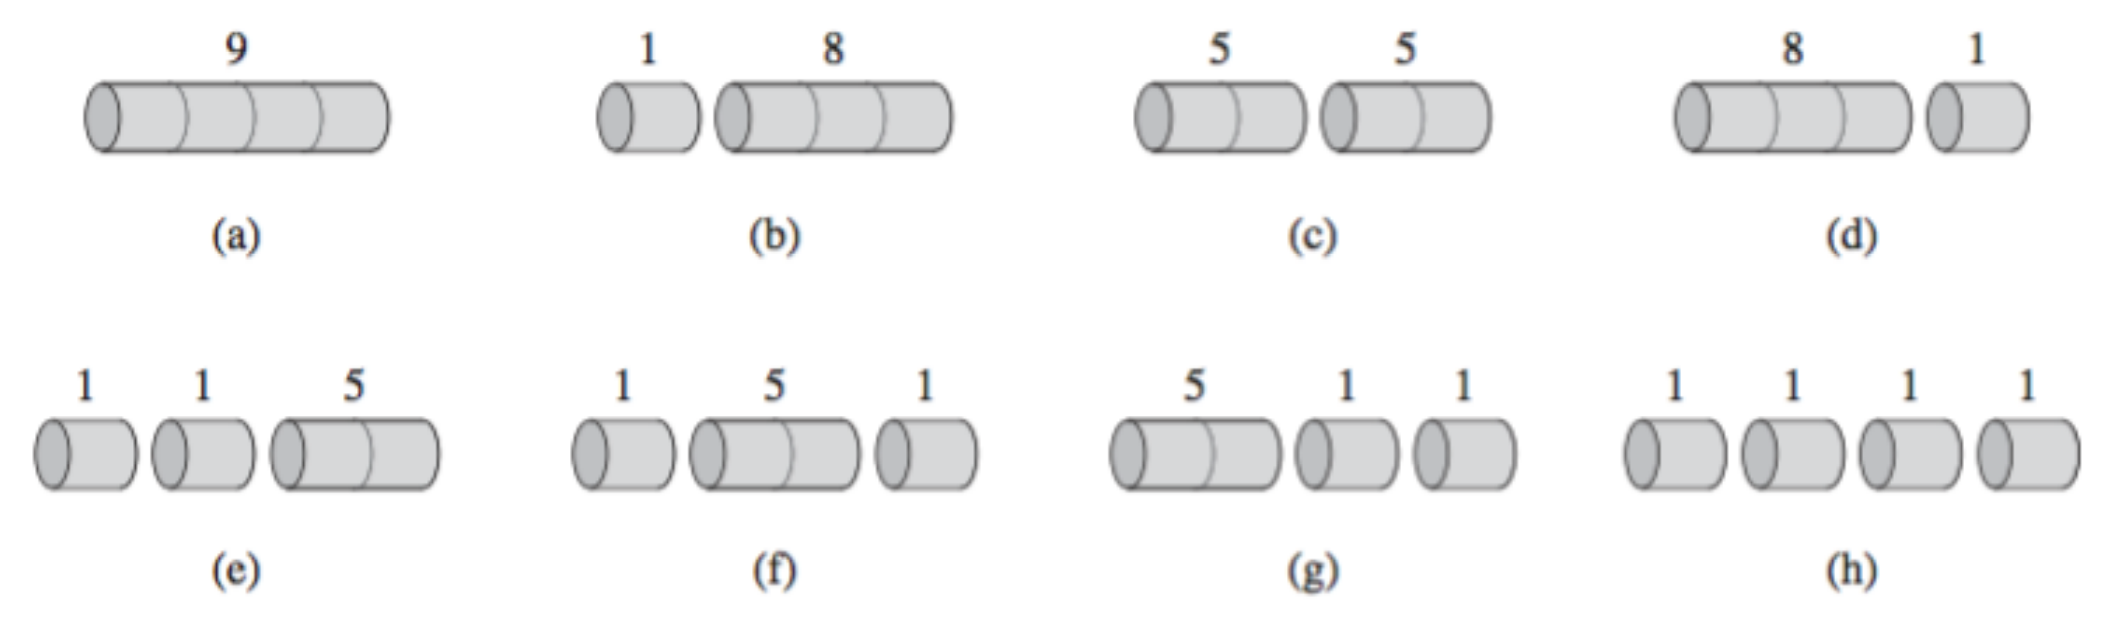 9 1 8 5 5 8 1
(a) (b) (c) (d)
1 1 5 1 5 1 5 1 1 1 1 1 1
(e) (f) (g) (h)